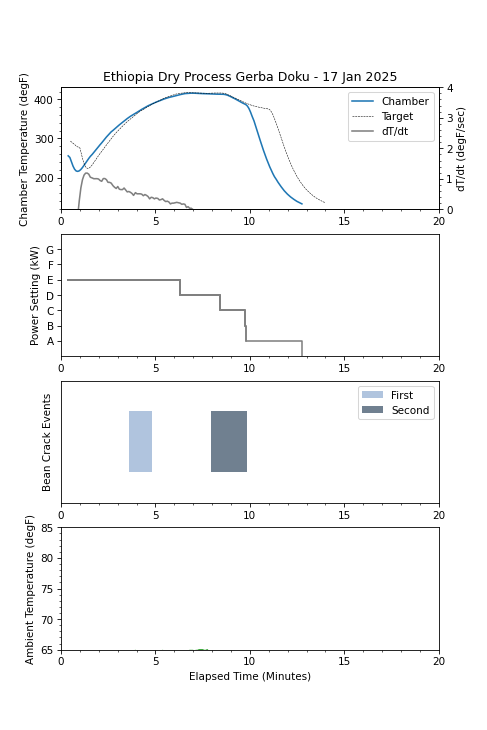 Ethiopia Dry Process Gerba Doku - 17 Jan 2025
Chamber Temperature (degF)
400
300
200
Chamber
Target
dT/dt
4
3
2
1
0
dT/dt (degF/sec)
0 5 10 15 20
Power Setting (kW)
G
F
E
D
C
B
A
0 5 10 15 20
Bean Crack Events
First
Second
0 5 10 15 20
Ambient Temperature (degF)
85
80
75
70
65
0 5 10 15 20
Elapsed Time (Minutes)